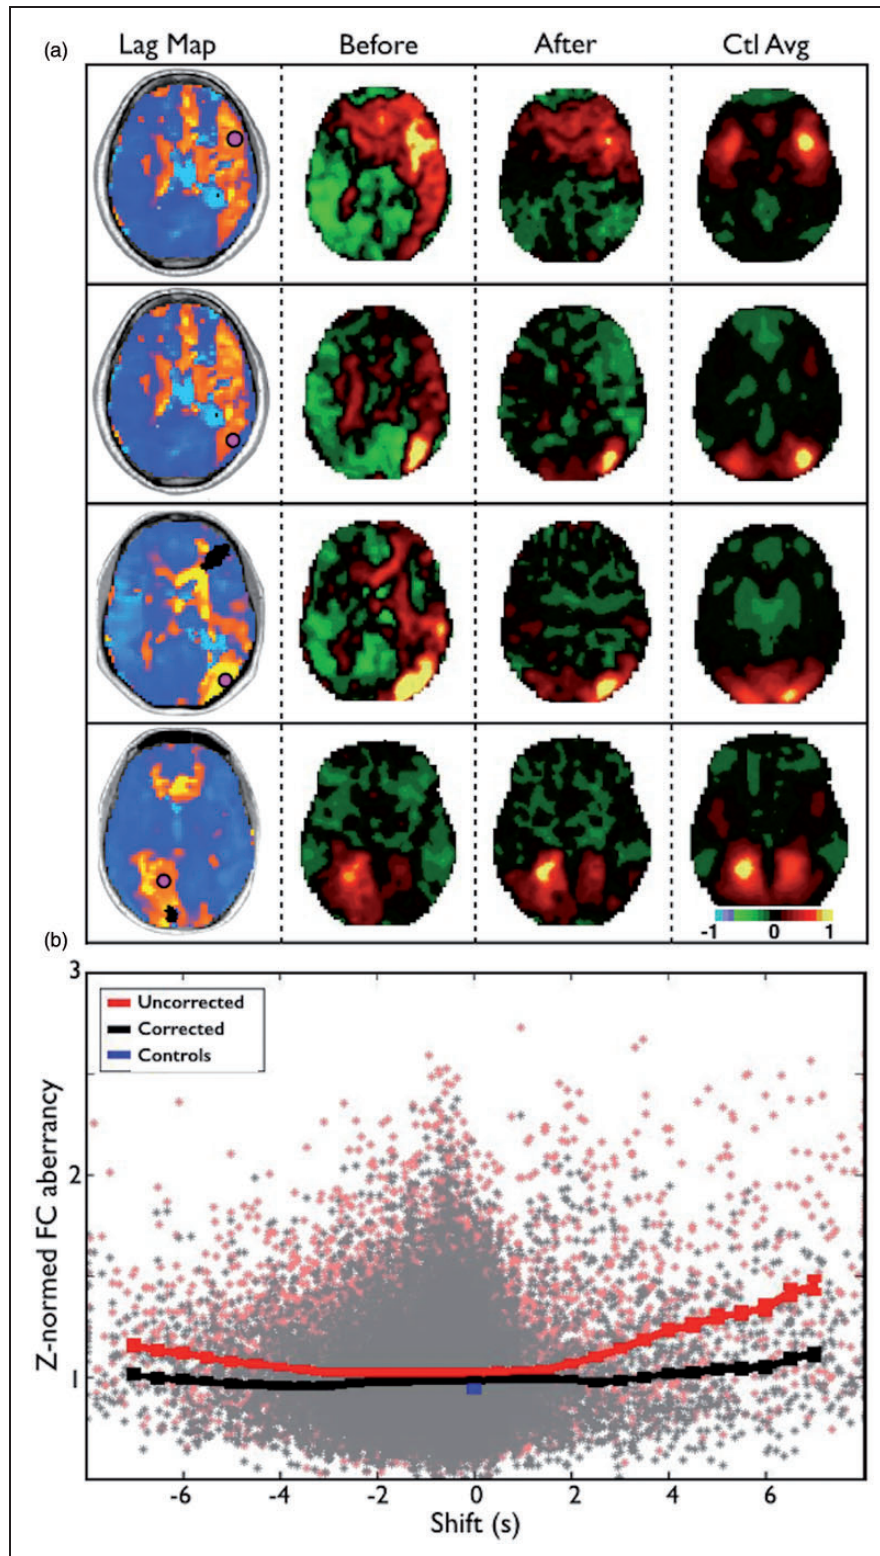 (a)
Lag Map Before After Ctl Avg
-1 0 1
(b)
3
Uncorrected
Corrected
Controls
2
1
Z-normed FC aberrancy
-6 -4 -2 0 2 4 6
Shift (s)